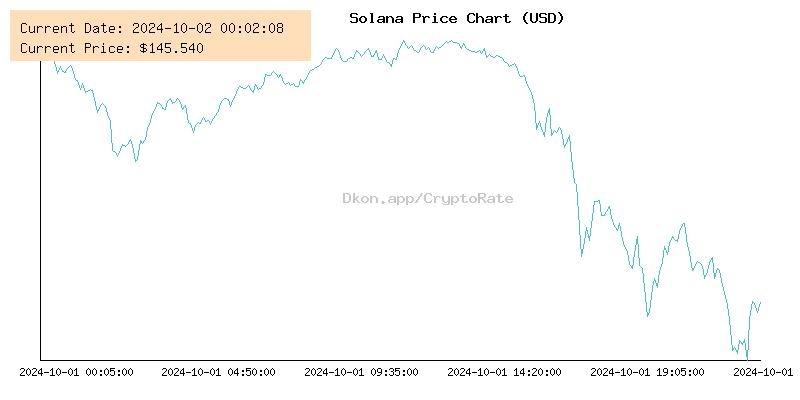 Solana Price Chart (USD)
Current Date: 2024-10-02 00:02:08
Current Price: $145.540
Dkon.app/CryptoRate
2024-10-01 00:05:00
2024-10-01 04:50:00
2024-10-01 09:35:00
2024-10-01 14:20:00
2024-10-01 19:05:00
2024-10-01